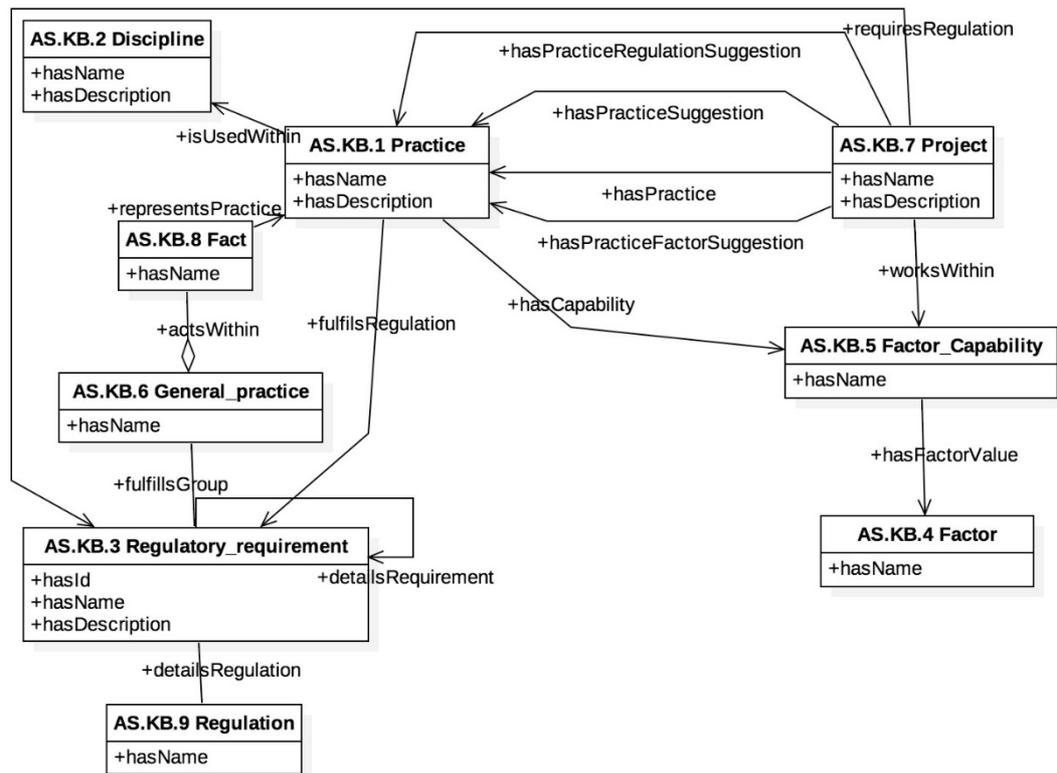 AS.KB.2 Discipline
+hasName
+hasDescription
+requiresRegulation
+hasPracticeRegulationSuggestion
+isUsedWithin
+hasPracticeSuggestion
AS.KB.1 Practice
+hasName
+hasDescription
AS.KB.7 Project
+hasName
+hasDescription
+hasPractice
+representsPractice
+hasPracticeFactorSuggestion
AS.KB.8 Fact
+hasName
+worksWithin
+hasCapability
+actsWithin
+fulfilsRegulation
AS.KB.5 Factor_Capability
+hasName
AS.KB.6 General_practice
+hasName
+hasFactorValue
+fulfillsGroup
AS.KB.4 Factor
+hasName
AS.KB.3 Regulatory_requirement
+hasId
+hasName
+hasDescription
+detailsRequirement
+detailsRegulation
AS.KB.9 Regulation
+hasName